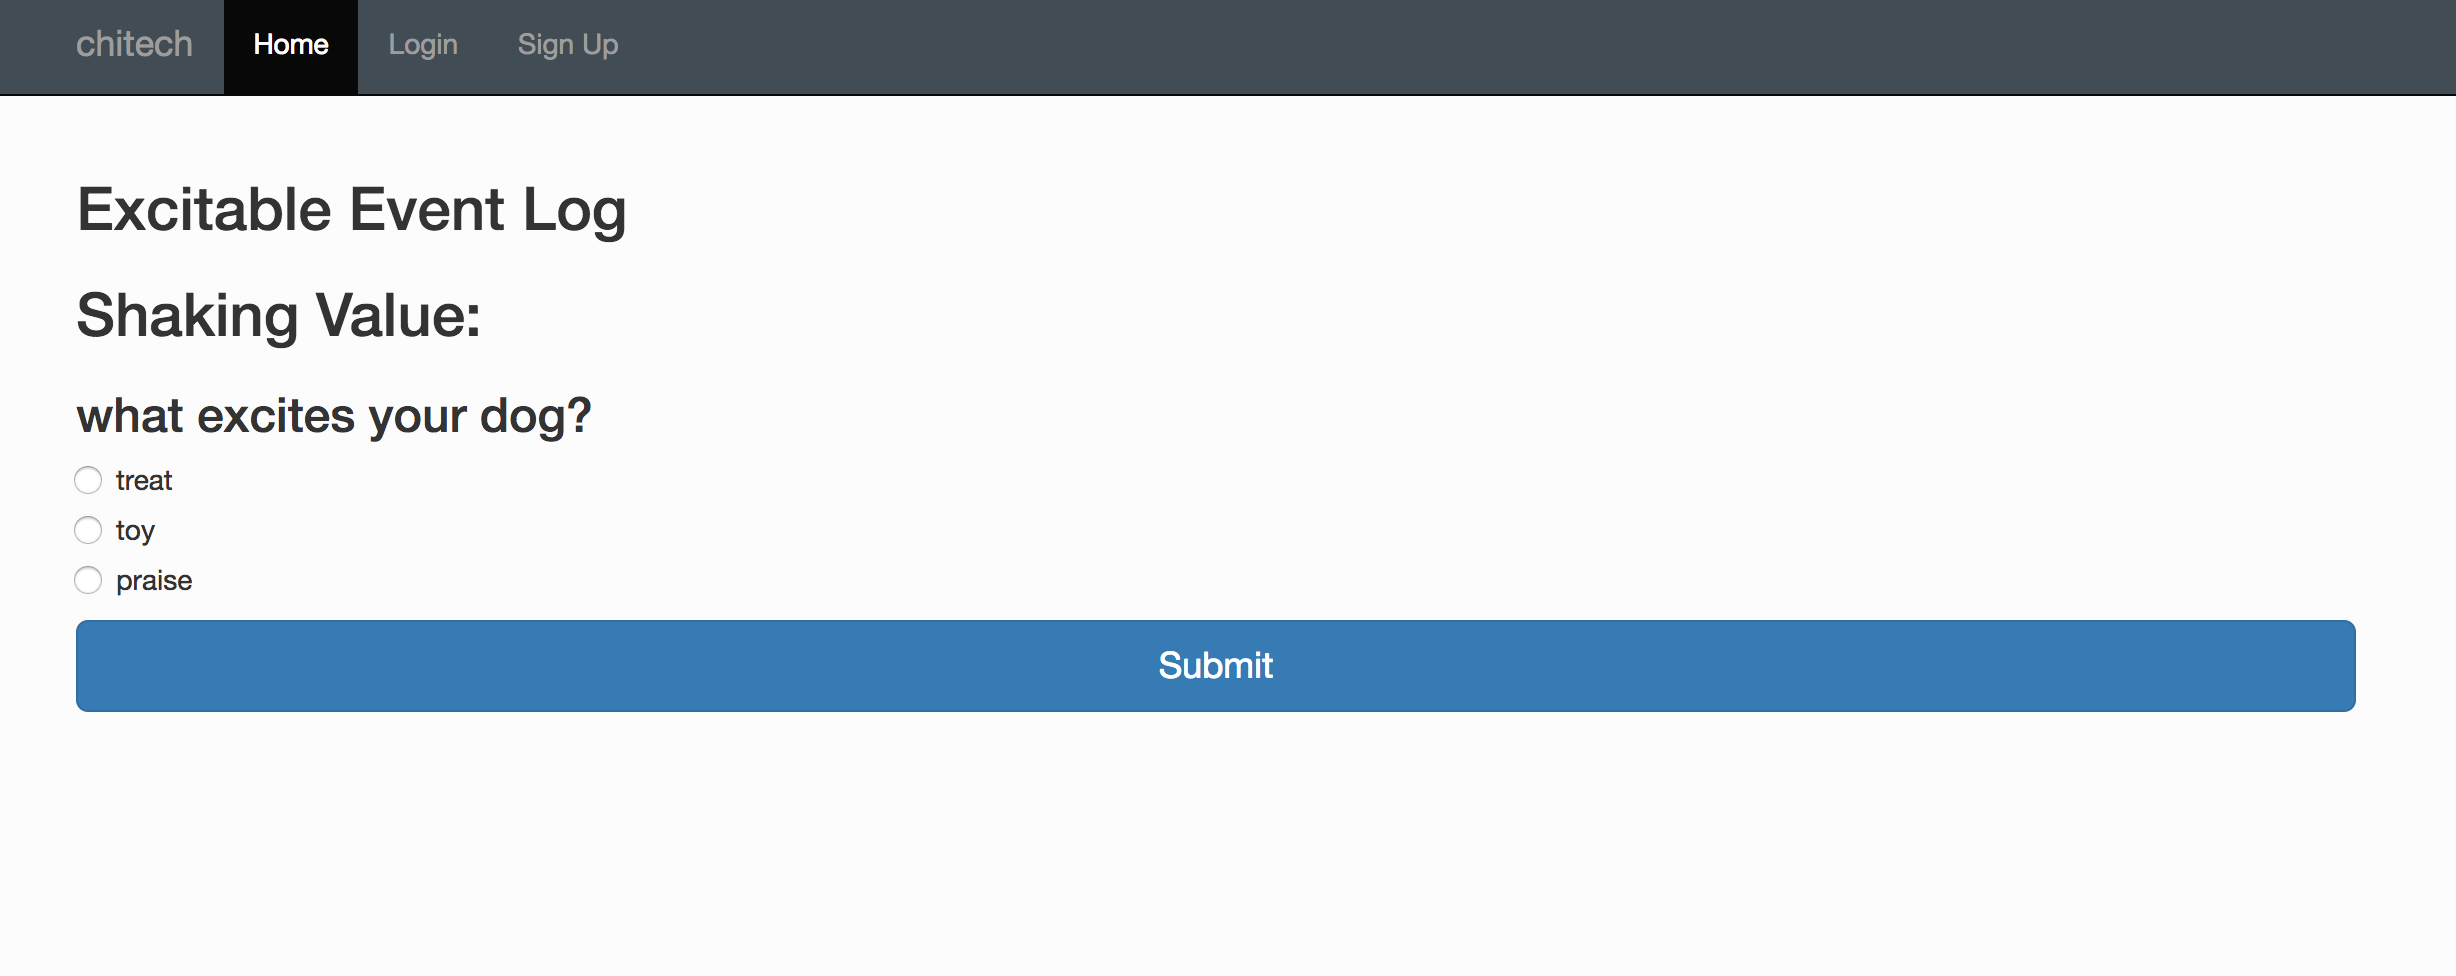 chitech Home Login Sign Up
Excitable Event Log
Shaking Value:
what excites your dog?
treat
toy
praise
Submit